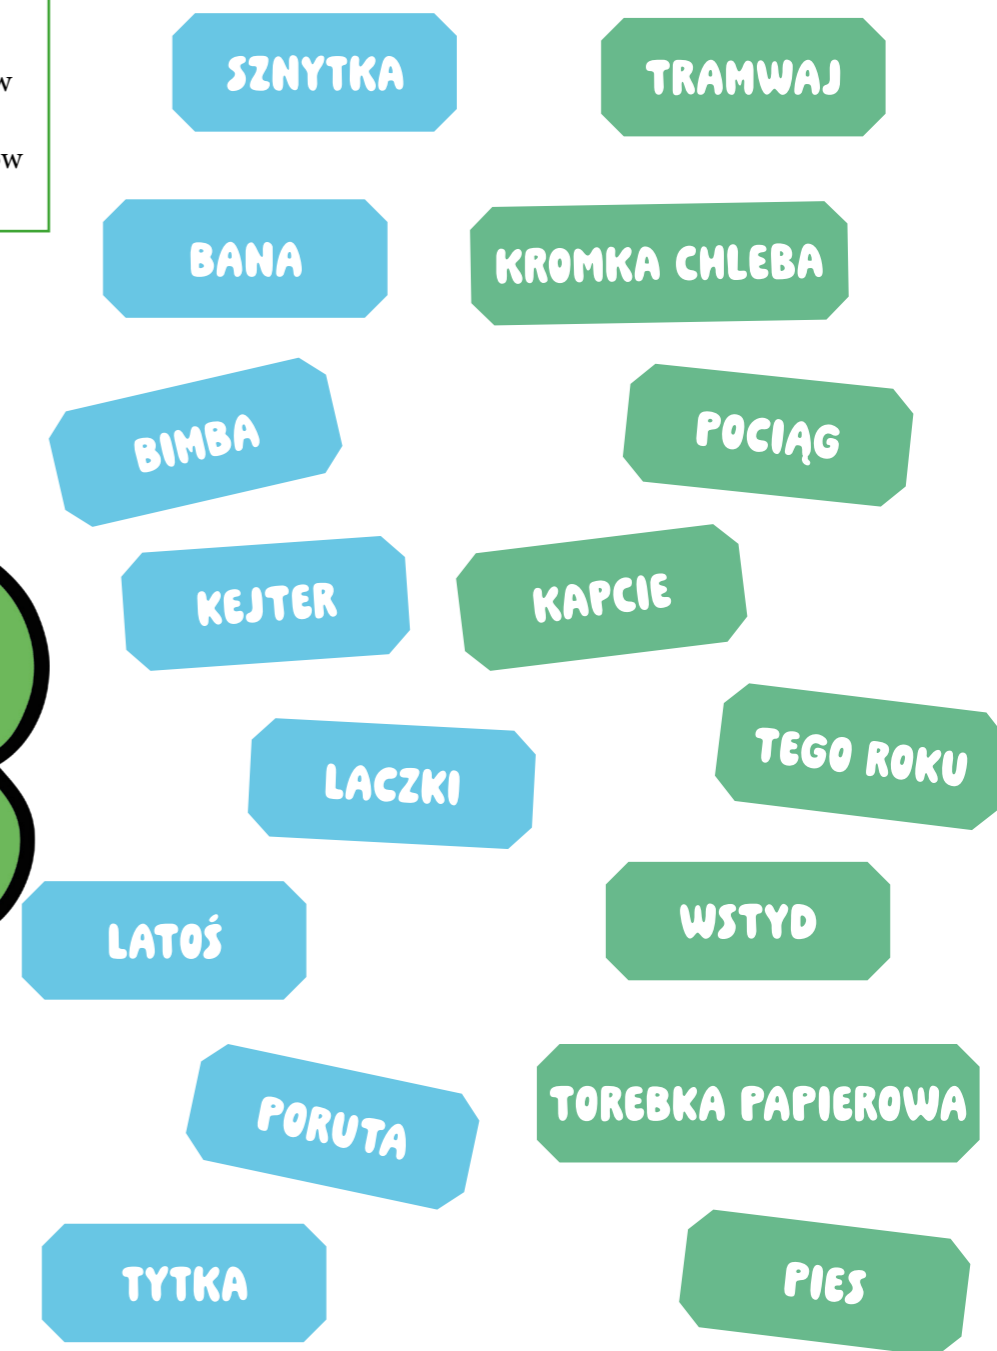 w
ow
SZNYTKA
TRAMWAJ
BANA
KROMKA CHLEBA
BIMBA
POCIĄG
KEJTER
KAPCIE
LACZKI
TEGO ROKU
LATOŚ
WSTYD
PORUTA
TOREBKA PAPIEROWA
TYTKA
PIES